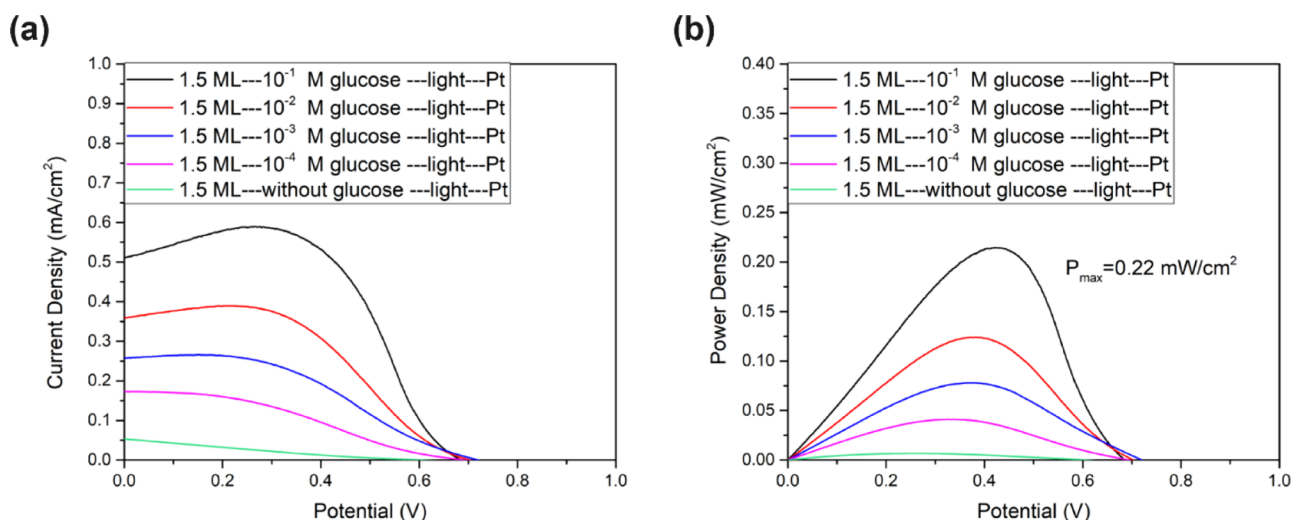 (a)
1.0
0.9
0.8
0.7
0.6
0.5
0.4
0.3
0.2
0.1
0.0
Current Density (mA/cm²)
1.5 ML---10⁻¹ M glucose ---light---Pt
1.5 ML---10⁻² M glucose ---light---Pt
1.5 ML---10⁻³ M glucose ---light---Pt
1.5 ML---10⁻⁴ M glucose ---light---Pt
1.5 ML---without glucose ---light---Pt
0.0 0.2 0.4 0.6 0.8 1.0
Potential (V)
(b)
0.40
0.35
0.30
0.25
0.20
0.15
0.10
0.05
0.00
Power Density (mW/cm²)
1.5 ML---10⁻¹ M glucose ---light---Pt
1.5 ML---10⁻² M glucose ---light---Pt
1.5 ML---10⁻³ M glucose ---light---Pt
1.5 ML---10⁻⁴ M glucose ---light---Pt
1.5 ML---without glucose ---light---Pt
Pmax=0.22 mW/cm²
0.0 0.2 0.4 0.6 0.8 1.0
Potential (V)